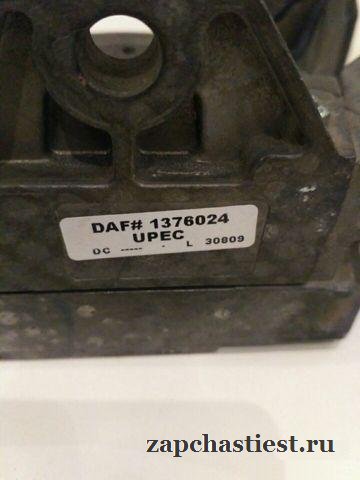 DAF# 1376024
UPEC
DC ----- - L 30809
zapchastiest.ru